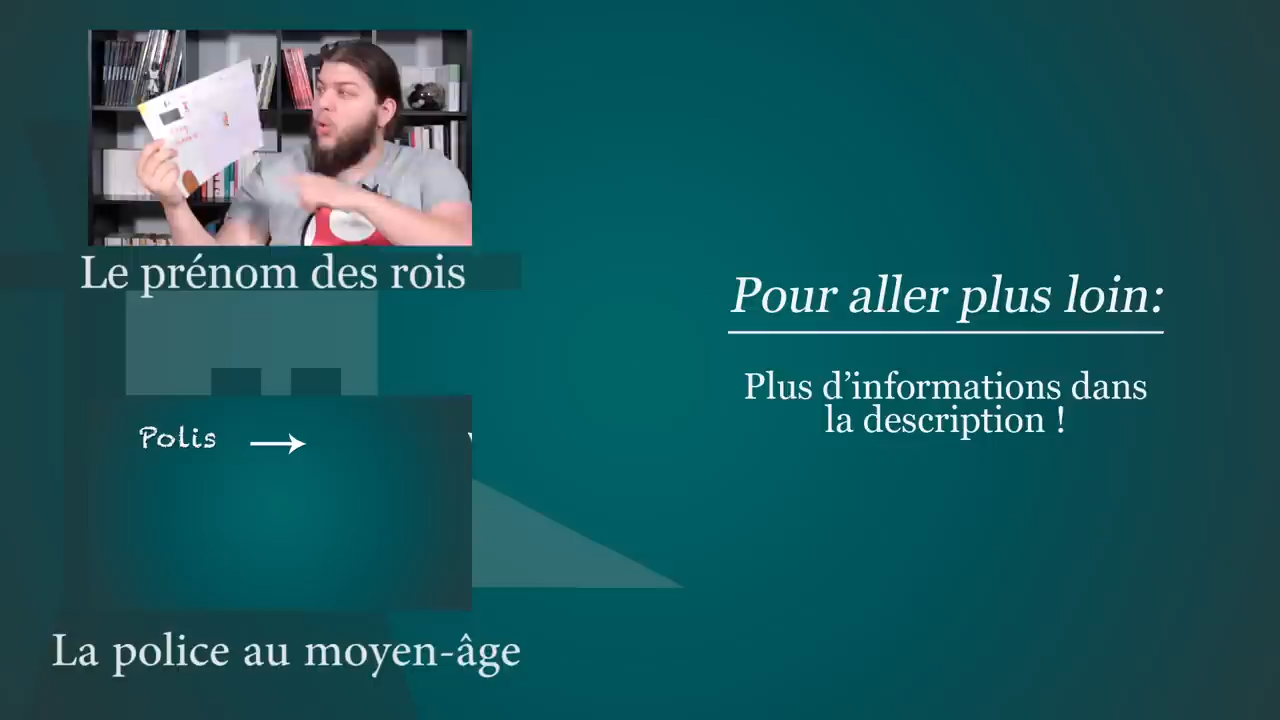 Le prénom des rois
Polis
La police au moyen-âge
Pour aller plus loin:
Plus d’informations dans
la description !